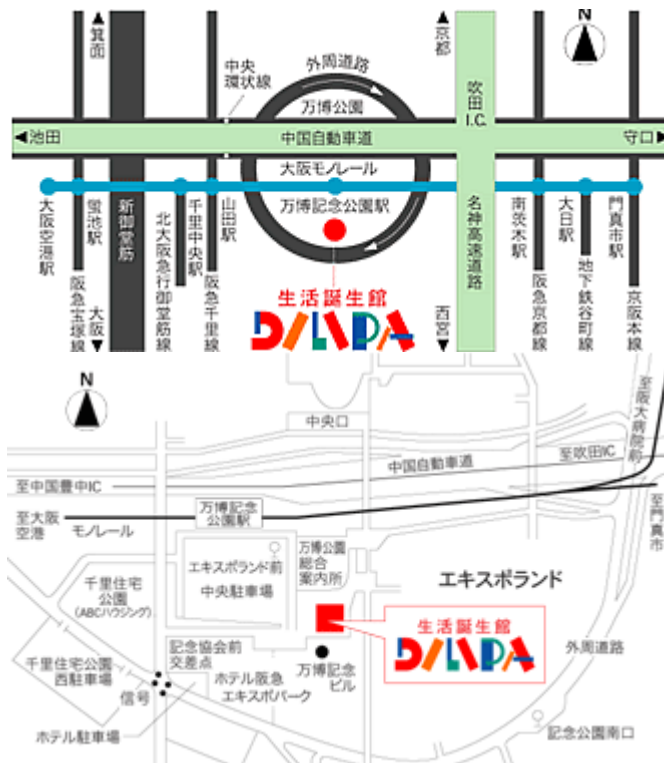 ▲箕面
▲京都
N
中央
環状線
外周道路
万博公園
吹田
I.C.
◀池田
中国自動車道
守口▶
大阪モノレール
万博記念公園駅
大阪空港駅
蛍池駅
阪急宝塚線
大阪▼
新御堂筋
北大阪急行御堂筋線
千里中央駅
阪急千里線
山田駅
名神高速道路
西宮▼
南茨木駅
阪急京都線
大日駅
地下鉄谷町線
門真市駅
京阪本線
生活誕生館
DILIPA
N
中央口
至阪大病院前
中国自動車道
至吹田IC
至中国豊中IC
至大阪
空港
モノレール
万博記念
公園駅
至門真市
エキスポランド前
中央駐車場
万博公園
総合
案内所
エキスポランド
千里住宅
公園
(ABCハウジング)
生活誕生館
DILIPA
記念協会前
交差点
万博記念
ビル
外周道路
千里住宅公園
西駐車場
信号
ホテル阪急
エキスポパーク
ホテル駐車場
記念公園南口